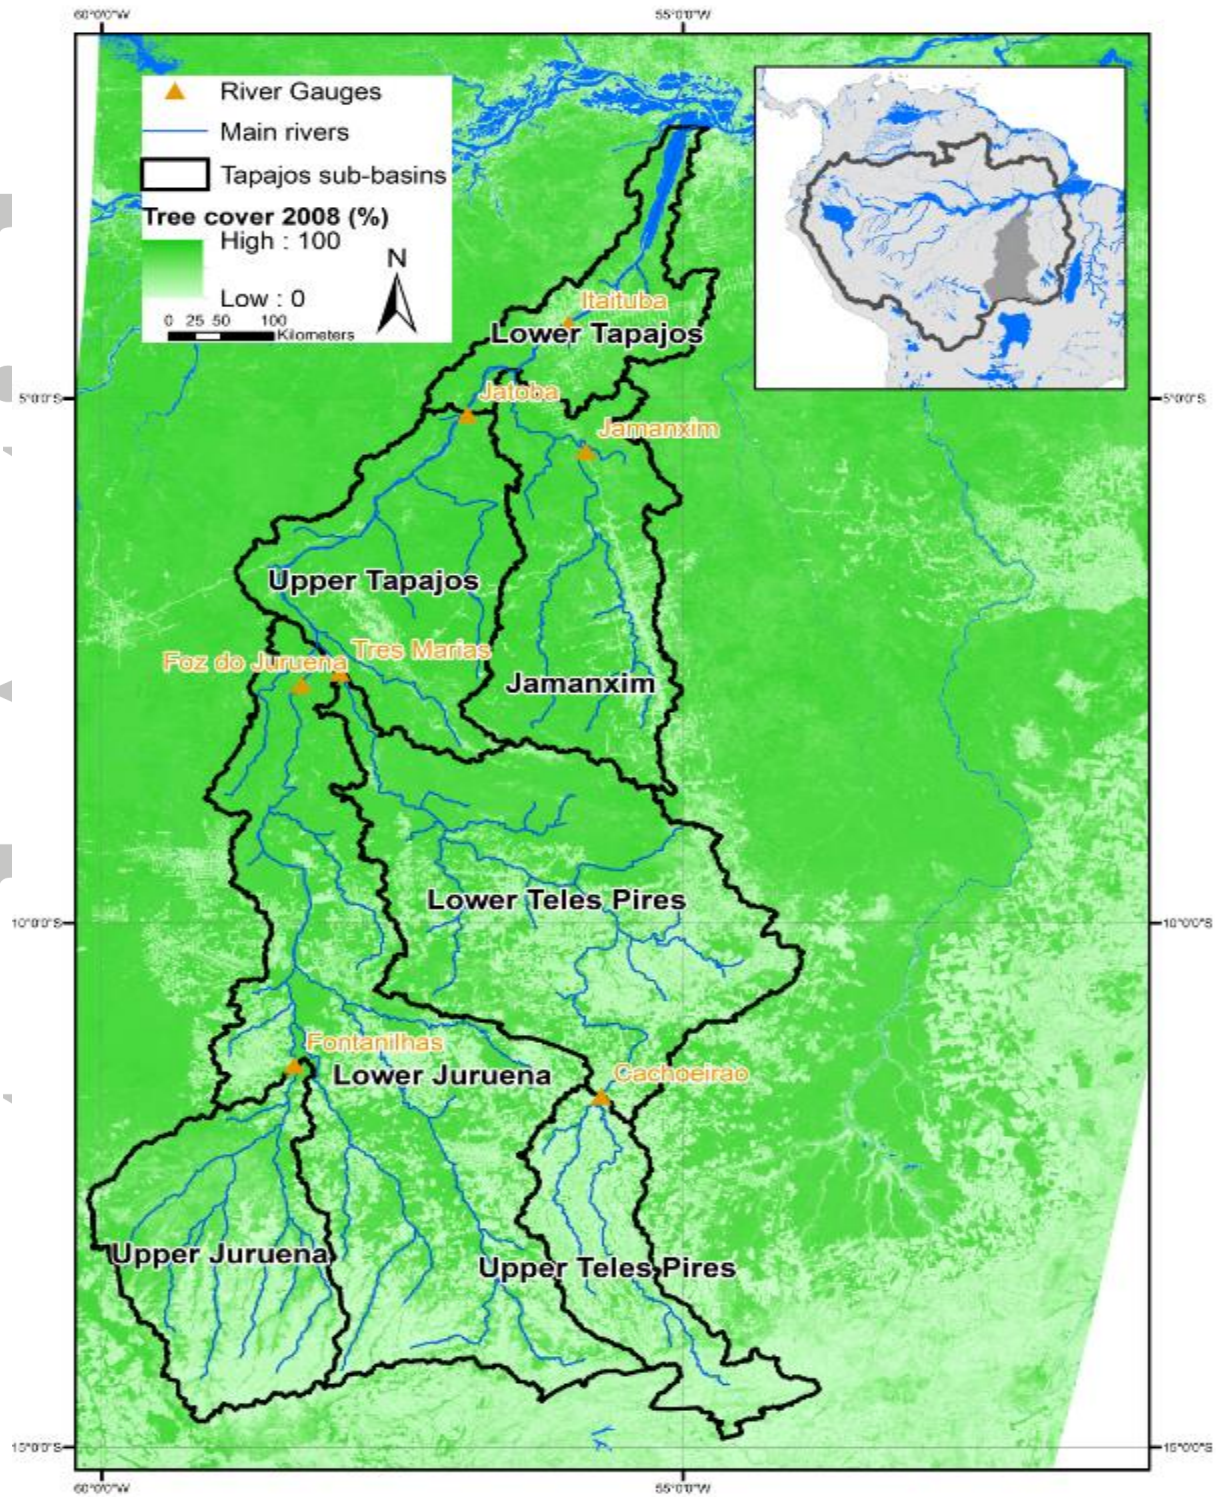 60°0'0"W 55°0'0"W
River Gauges
Main rivers
Tapajos sub-basins
Tree cover 2008 (%)
High : 100
Low : 0
N
0 25 50 100
Kilometers
Itaituba
Lower Tapajos
Jatoba
5°0'0"S 5°0'0"S
Jamanxim
Upper Tapajos
Tres Marias
Foz do Juruena
Jamanxim
Lower Teles Pires
10°0'0"S 10°0'0"S
Fontanilhas
Lower Juruena
Cachoeirao
Upper Juruena
Upper Teles Pires
15°0'0"S 15°0'0"S
60°0'0"W 55°0'0"W